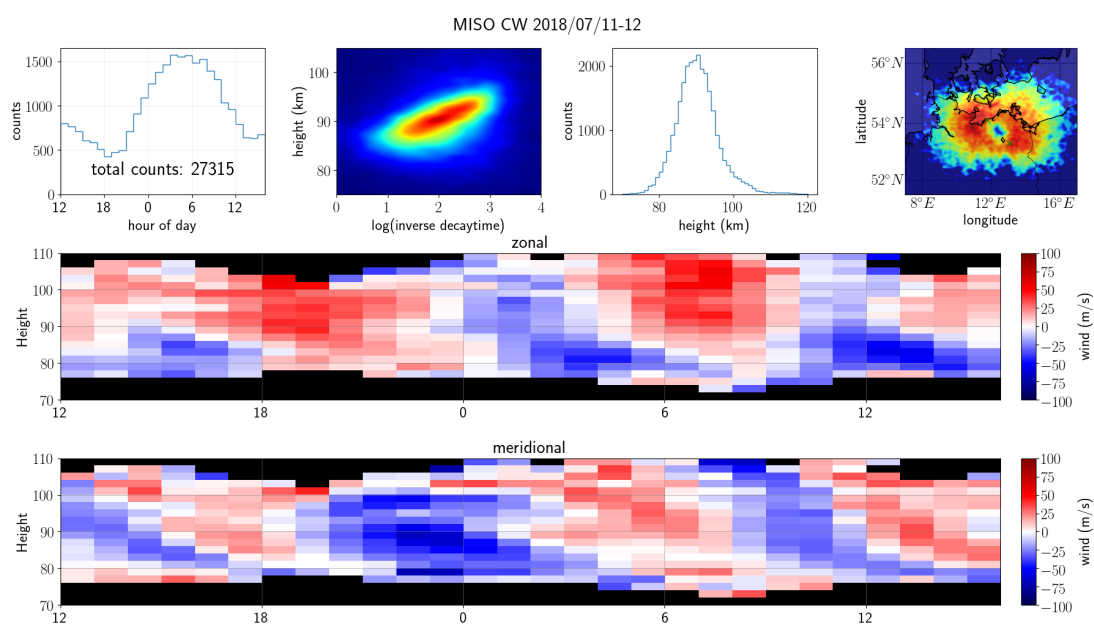 MISO CW 2018/07/11-12
counts
1500
1000
500
0
total counts: 27315
12 18 0 6 12
hour of day
height (km)
100
90
80
0 1 2 3 4
log(inverse decaytime)
counts
2000
1000
0
80 100 120
height (km)
latitude
56°N
54°N
52°N
8°E 12°E 16°E
longitude
zonal
Height
110
100
90
80
70
12 18 0 6 12
100
75
50
25
0
−25
−50
−75
−100
wind (m/s)
meridional
Height
110
100
90
80
70
12 18 0 6 12
100
75
50
25
0
−25
−50
−75
−100
wind (m/s)